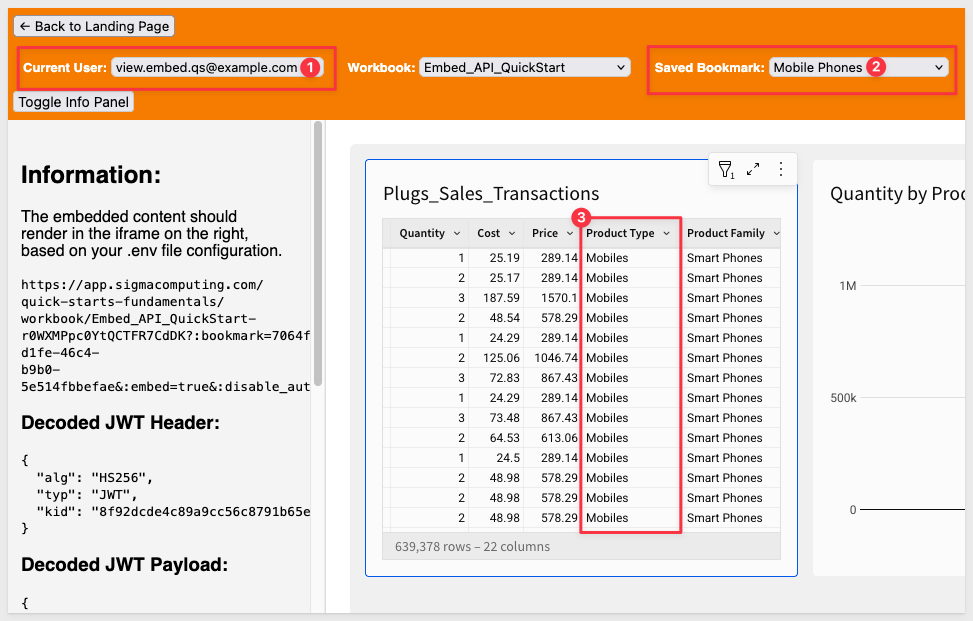 ← Back to Landing Page
Current User: view.embed.qs@example.com 1 Workbook: Embed_API_QuickStart Saved Bookmark: Mobile Phones 2
Toggle Info Panel
Information:
The embedded content should
render in the iframe on the right,
based on your .env file configuration.
https://app.sigmacomputing.com/
quick-starts-fundamentals/
workbook/Embed_API_QuickStart-
r0WXMPpc0YtQCTFR7CdDK?:bookmark=7064f
d1fe-46c4-
b9b0-
5e514fbbefae&:embed=true&:disable_aut
Decoded JWT Header:
{
"alg": "HS256",
"typ": "JWT",
"kid": "8f92dcde4c89a9cc56c8791b65e
}
Decoded JWT Payload:
{
1
Plugs_Sales_Transactions
3
Quantity Cost Price Product Type Product Family
1 25.19 289.14 Mobiles Smart Phones
2 25.17 289.14 Mobiles Smart Phones
3 187.59 1570.1 Mobiles Smart Phones
2 48.54 578.29 Mobiles Smart Phones
1 24.29 289.14 Mobiles Smart Phones
2 125.06 1046.74 Mobiles Smart Phones
3 72.83 867.43 Mobiles Smart Phones
1 24.29 289.14 Mobiles Smart Phones
3 73.48 867.43 Mobiles Smart Phones
2 64.53 613.06 Mobiles Smart Phones
1 24.5 289.14 Mobiles Smart Phones
2 48.98 578.29 Mobiles Smart Phones
2 48.98 578.29 Mobiles Smart Phones
2 48.98 578.29 Mobiles Smart Phones
639,378 rows – 22 columns
Quantity by Proc
1M
500k
0